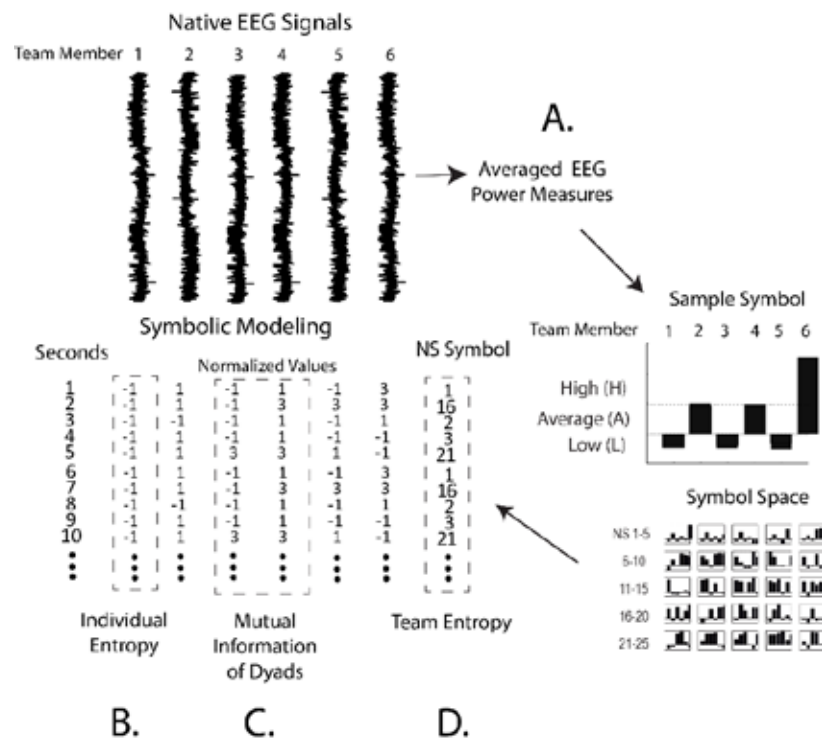 Native EEG Signals
Team Member 1 2 3 4 5 6
A.
Averaged EEG
Power Measures
Sample Symbol
Team Member 1 2 3 4 6
High (H)
Average (A)
Low (L)
Symbolic Modeling
Seconds Normalized Values NS Symbol
1 -1 1 -1 1 -1 3 1
2 -1 1 -1 3 3 3 16
3 -1 -1 -1 1 -1 1 2
4 -1 1 -1 1 -1 -1 3
5 -1 1 3 3 1 -1 21
6 -1 1 -1 1 -1 3 1
7 -1 1 -1 3 3 3 16
8 -1 -1 -1 1 -1 1 2
9 -1 1 -1 1 -1 -1 3
10 -1 1 3 3 1 -1 21
Symbol Space
NS 1-5
5-10
11-15
16-20
21-25
Individual
Entropy
Mutual
Information
of Dyads
Team Entropy
B. C. D.